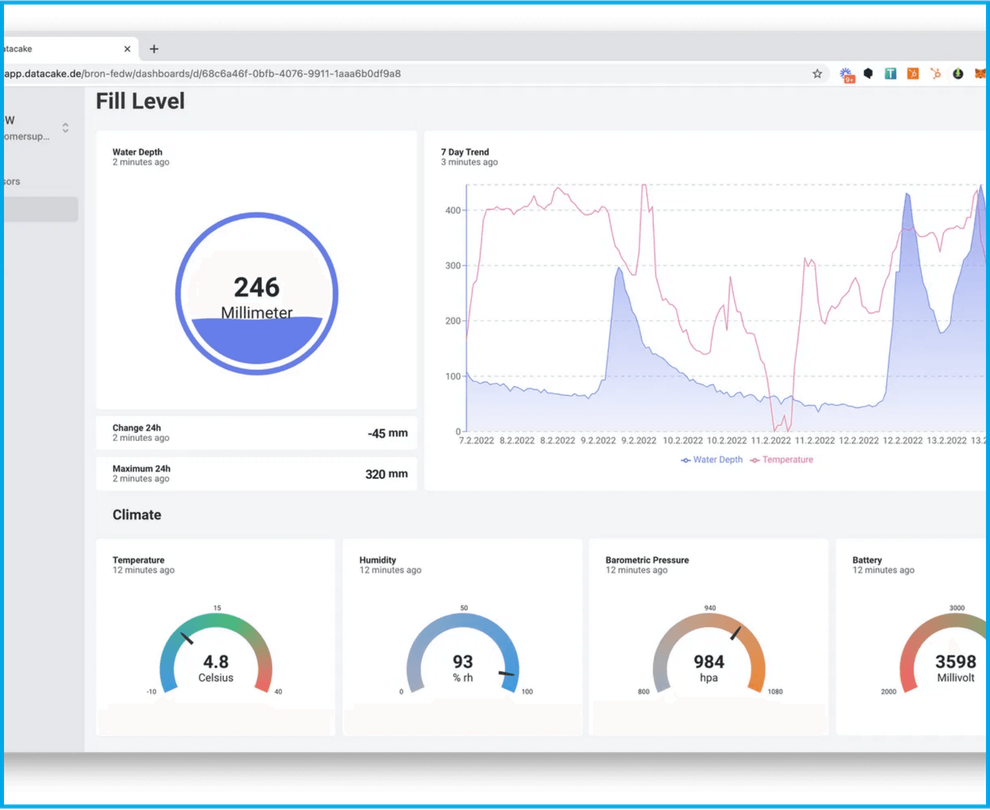 atacake
app.datacake.de/bron-fedw/dashboards/d/68c6a46f-0bfb-4076-9911-1aaa6b0df9a8
9+
W
omersup...
sors
Fill Level
Water Depth
2 minutes ago
246
Millimeter
Change 24h
2 minutes ago
-45 mm
Maximum 24h
2 minutes ago
320 mm
7 Day Trend
3 minutes ago
400
300
200
100
0
7.2.2022 8.2.2022 8.2.2022 9.2.2022 9.2.2022 10.2.2022 10.2.2022 11.2.2022 11.2.2022 12.2.2022 12.2.2022 13.2.2022 13.2
Water Depth Temperature
Climate
Temperature
12 minutes ago
15
4.8
Celsius
-10 40
Humidity
12 minutes ago
50
93
% rh
0 100
Barometric Pressure
12 minutes ago
940
984
hpa
800 1080
Battery
12 minutes ago
3000
3598
Millivolt
2000